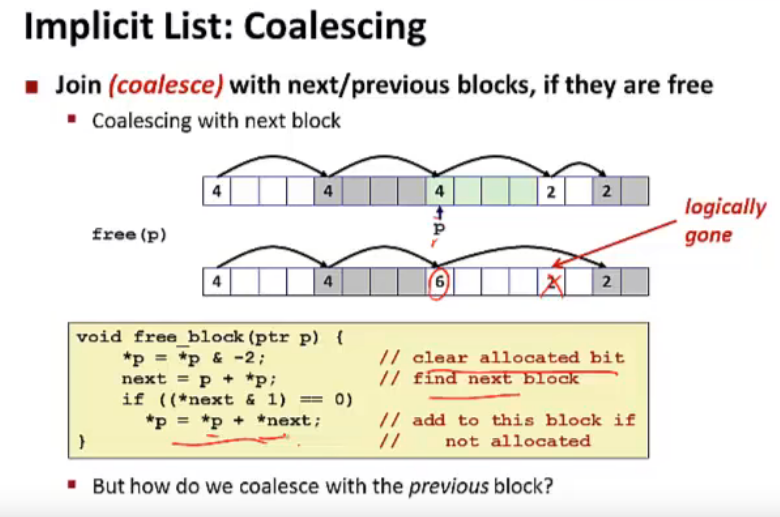 Implicit List: Coalescing
■ Join (coalesce) with next/previous blocks, if they are free
▪ Coalescing with next block
4 4 4 2 2
p
logically
gone
free(p)
4 4 6 2 2
void free_block(ptr p) {
*p = *p & -2; // clear allocated bit
next = p + *p; // find next block
if ((*next & 1) == 0)
*p = *p + *next; // add to this block if
} // not allocated
▪ But how do we coalesce with the previous block?